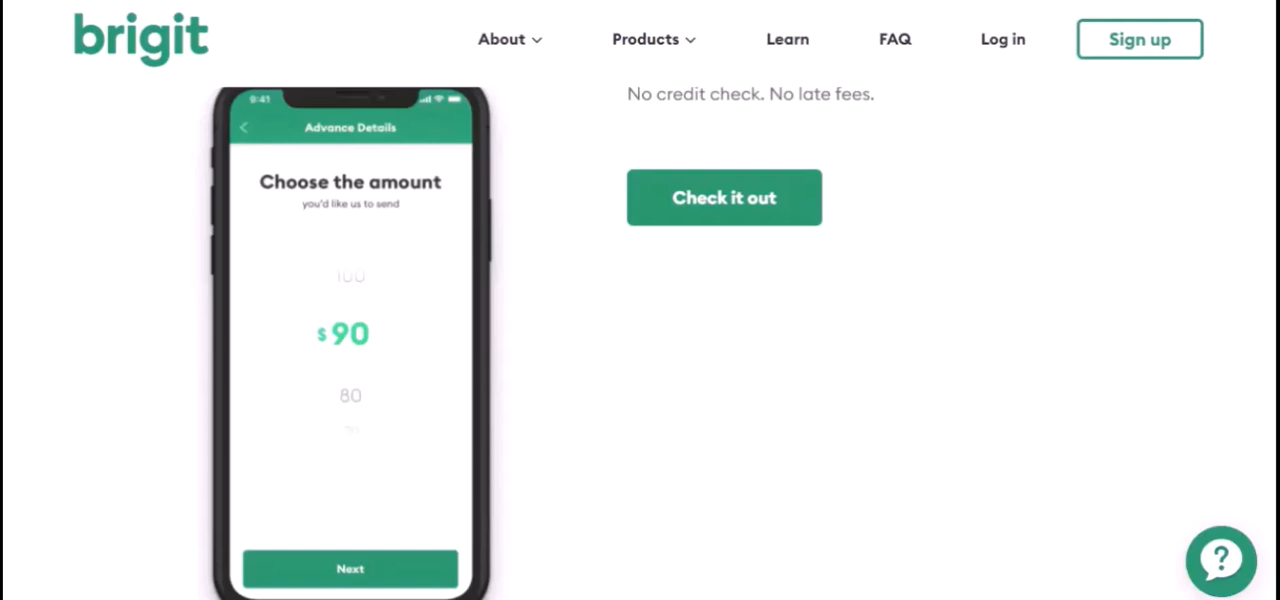 brigit
About
Products
Learn
FAQ
Log in
Sign up
9:41
Advance Details
Choose the amount
you'd like us to send
100
$ 90
80
Next
No credit check. No late fees.
Check it out
?